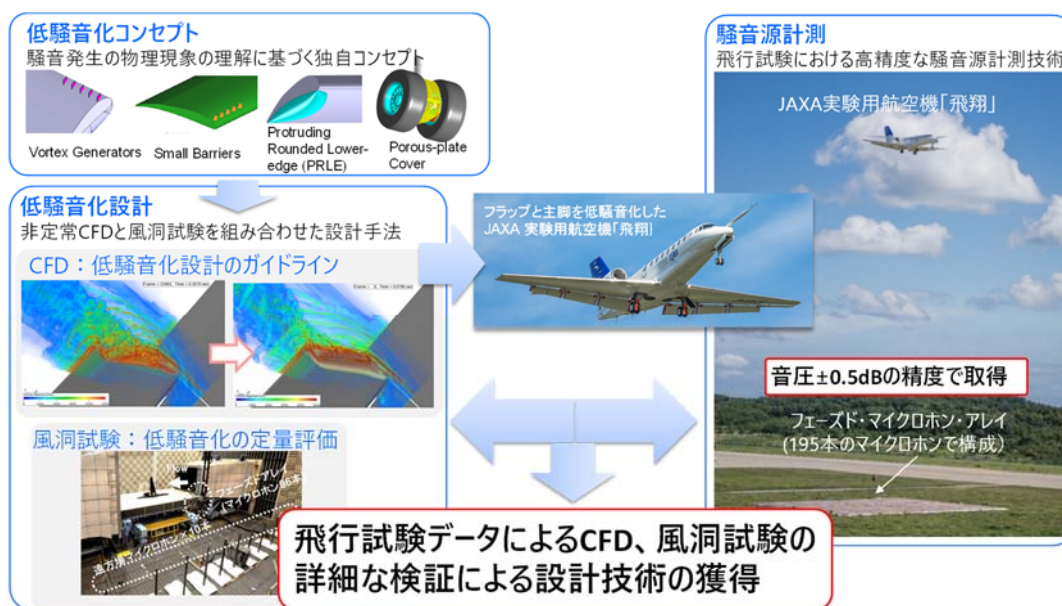 低騒音化コンセプト
騒音発生の物理現象の理解に基づく独自コンセプト
Vortex Generators
Small Barriers
Protruding
Rounded Lower-
edge (PRLE)
Porous-plate
Cover
低騒音化設計
非定常CFDと風洞試験を組み合わせた設計手法
CFD：低騒音化設計のガイドライン
風洞試験：低騒音化の定量評価
フェーズドアレイ
フラップと主脚を低騒音化した
JAXA 実験用航空機「飛翔｝
騒音源計測
飛行試験における高精度な騒音源計測技術
JAXA実験用航空機「飛翔」
音圧±0.5dBの精度で取得
フェーズド・マイクロホン・アレイ
(195本のマイクロホンで構成)
飛行試験データによるCFD、風洞試験の
詳細な検証による設計技術の獲得